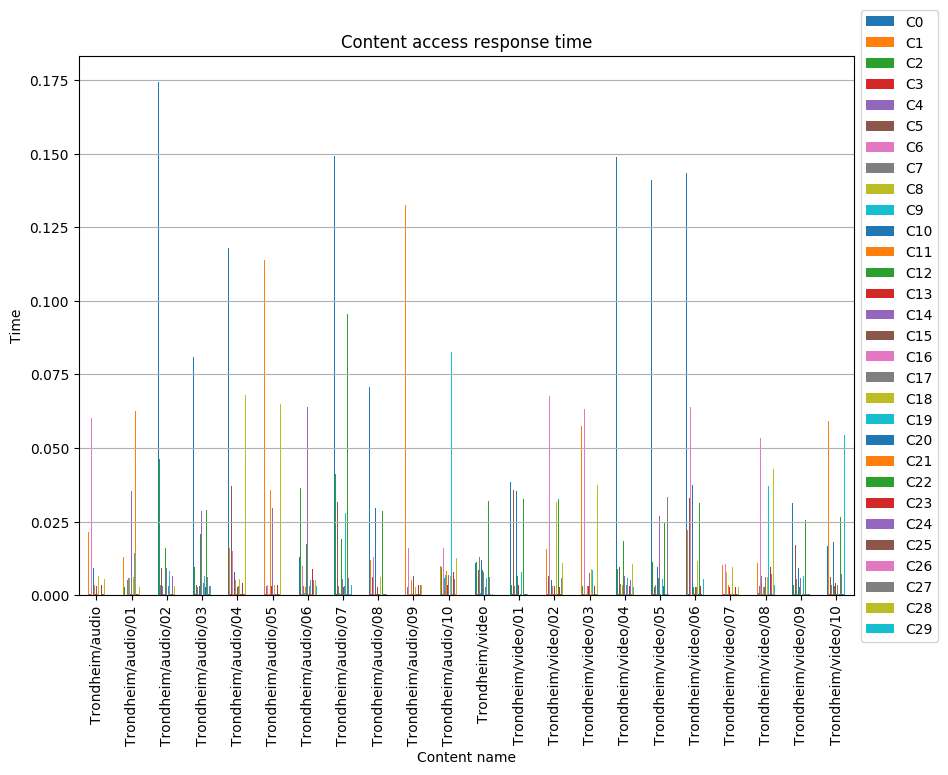 Content access response time
Time
0.175
0.150
0.125
0.100
0.075
0.050
0.025
0.000
Trondheim/audio
Trondheim/audio/01
Trondheim/audio/02
Trondheim/audio/03
Trondheim/audio/04
Trondheim/audio/05
Trondheim/audio/06
Trondheim/audio/07
Trondheim/audio/08
Trondheim/audio/09
Trondheim/audio/10
Trondheim/video
Trondheim/video/01
Trondheim/video/02
Trondheim/video/03
Trondheim/video/04
Trondheim/video/05
Trondheim/video/06
Trondheim/video/07
Trondheim/video/08
Trondheim/video/09
Trondheim/video/10
Content name
C0
C1
C2
C3
C4
C5
C6
C7
C8
C9
C10
C11
C12
C13
C14
C15
C16
C17
C18
C19
C20
C21
C22
C23
C24
C25
C26
C27
C28
C29